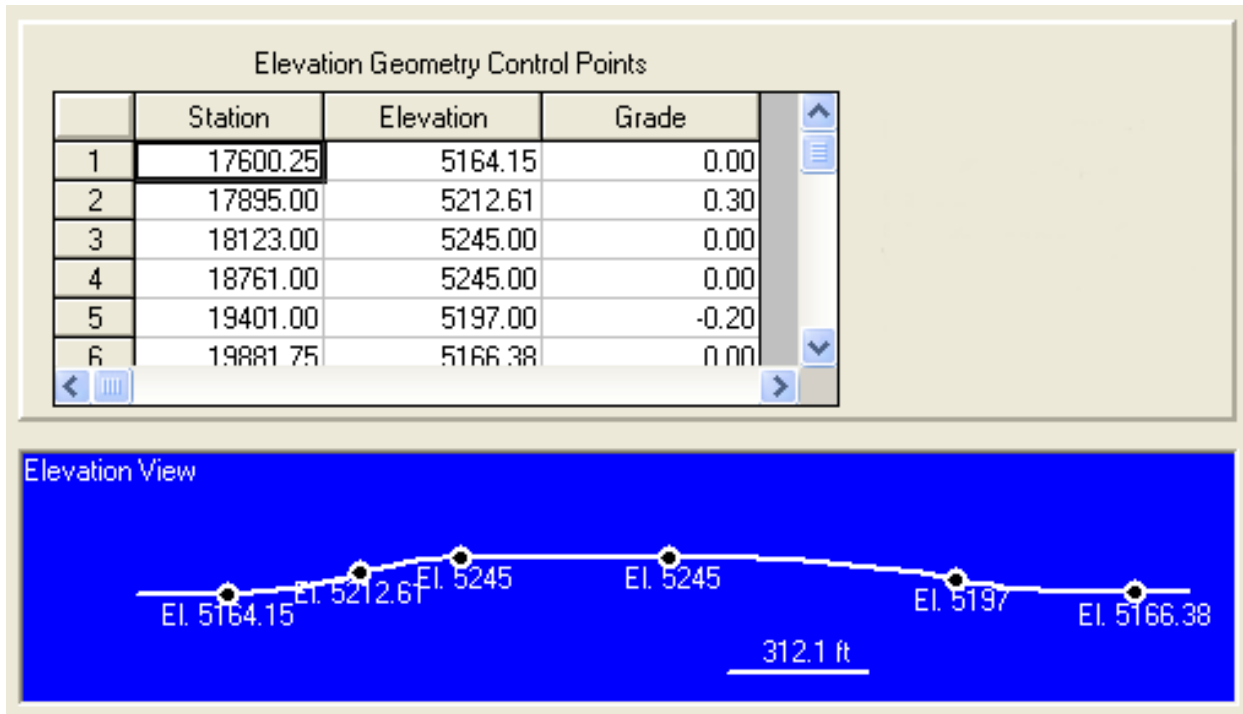 Elevation Geometry Control Points
Station Elevation Grade
1 17600.25 5164.15 0.00
2 17895.00 5212.61 0.30
3 18123.00 5245.00 0.00
4 18761.00 5245.00 0.00
5 19401.00 5197.00 -0.20
6 19881.75 5166.38 0.00
Elevation View
El. 5164.15 El. 5212.61 El. 5245 El. 5245 El. 5197 El. 5166.38
312.1 ft